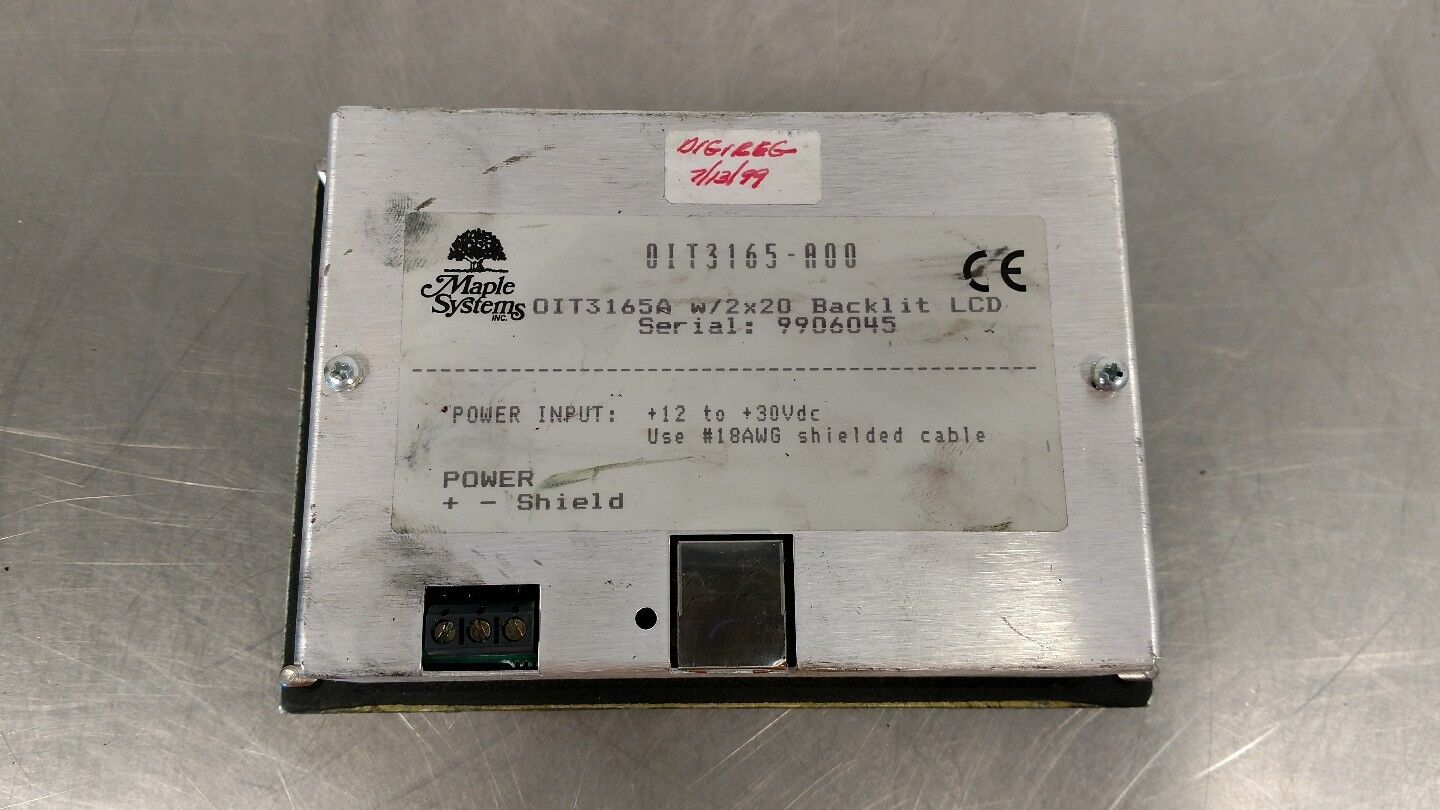 DIGIREG
7/13/99
OIT3165-A00
CE
Maple
Systems
INC.
OIT3165A w/2x20 Backlit LCD
Serial: 9906045
POWER INPUT: +12 to +30Vdc
Use #18AWG shielded cable
POWER
+ - Shield